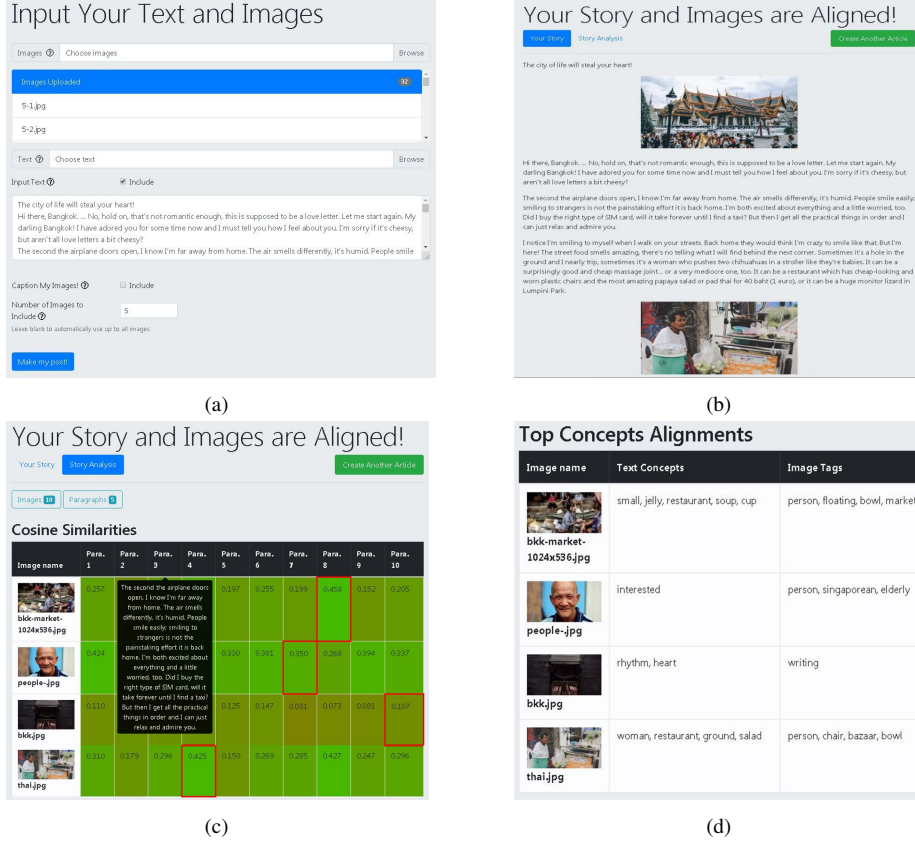 Input Your Text and Images
Images
Choose images
Browse
Images Uploaded
32
5-1.jpg
5-2.jpg
Text
Choose text
Browse
Input Text
Include
The city of life will steal your heart!
Hi there, Bangkok. ... No, hold on, that's not romantic enough, this is supposed to be a love letter. Let me start again. My
darling Bangkok! I have adored you for some time now and I must tell you how I feel about you. I'm sorry if it's cheesy,
but aren't all love letters a bit cheesy?
The second the airplane doors open, I know I'm far away from home. The air smells differently, it's humid. People smile
Caption My Images!
Include
Number of Images to
Include
5
Leave blank to automatically use up to all images
Make my post!
(a)
Your Story and Images are Aligned!
Your Story
Story Analysis
Create Another Article
The city of life will steal your heart!
Hi there, Bangkok. ... No, hold on, that's not romantic enough, this is supposed to be a love letter. Let me start again. My
darling Bangkok! I have adored you for some time now and I must tell you how I feel about you. I'm sorry if it's cheesy, but
aren't all love letters a bit cheesy?
The second the airplane doors open, I know I'm far away from home. The air smells differently, it's humid. People smile easily;
smiling to strangers is not the painstaking effort it is back home. I'm both excited about everything and a little worried, too.
Did I buy the right type of SIM card, will it take forever until I find a taxi? But then I get all the practical things in order and I
can just relax and admire you.
I notice I'm smiling to myself when I walk on your streets. Back home they would think I'm crazy to smile like that. But I'm
here! The street food smells amazing, there's no telling what I will find behind the next corner. Sometimes it's a hole in the
ground and I nearly trip, sometimes it's a woman who pushes two chihuahuas in a stroller like they're babies. It can be a
surprisingly good and cheap massage joint... or a very mediocre one, too. It can be a restaurant which has cheap-looking and
worn plastic chairs and the most amazing papaya salad or pad thai for 40 baht (1 euro), or it can be a huge monitor lizard in
Lumpini Park.
(b)
Your Story and Images are Aligned!
Your Story
Story Analysis
Create Another Article
Images 10
Paragraphs 5
Cosine Similarities
Image name Para. 1 Para. 2 Para. 3 Para. 4 Para. 5 Para. 6 Para. 7 Para. 8 Para. 9 Para. 10
bkk-market-1024x536.jpg 0.257 0.197 0.255 0.199 0.458 0.152 0.205
people-.jpg 0.424 0.330 0.381 0.350 0.268 0.394 0.337
bkk.jpg 0.110 0.125 0.147 0.031 0.073 0.081 0.107
thai.jpg 0.310 0.179 0.296 0.425 0.150 0.269 0.285 0.427 0.247 0.296
The second the airplane doors
open, I know I'm far away
from home. The air smells
differently, it's humid. People
smile easily; smiling to
strangers is not the
painstaking effort it is back
home. I'm both excited about
everything and a little
worried, too. Did I buy the
right type of SIM card, will it
take forever until I find a taxi?
But then I get all the practical
things in order and I can just
relax and admire you.
(c)
Top Concepts Alignments
Image name Text Concepts Image Tags
bkk-market-1024x536.jpg small, jelly, restaurant, soup, cup person, floating, bowl, market
people-.jpg interested person, singaporean, elderly
bkk.jpg rhythm, heart writing
thai.jpg woman, restaurant, ground, salad person, chair, bazaar, bowl
(d)